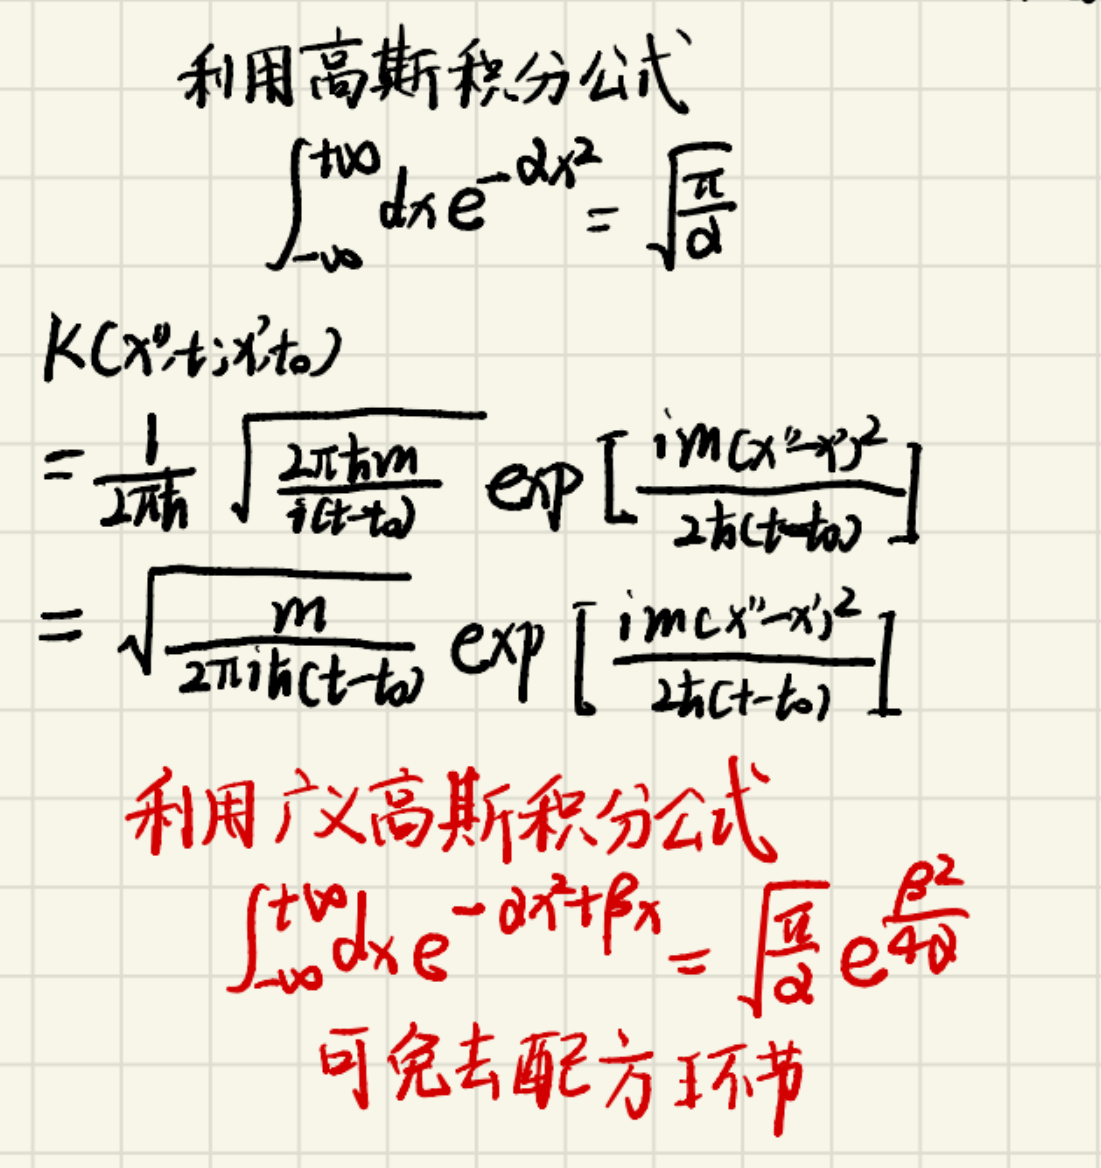 利用高斯积分公式
∫_{-∞}^{+∞} dx e^{-αx²} = √(π/α)
K(x'',t;x',t₀)
= 1/(2πħ) √(2πħm/(i(t-t₀))) exp[im(x''-x')²/(2ħ(t-t₀))]
= √(m/(2πiħ(t-t₀))) exp[im(x''-x')²/(2ħ(t-t₀))]
利用广义高斯积分公式
∫_{-∞}^{+∞} dx e^{-αx²+βx} = √(π/α) e^{β²/(4α)}
可免去配方环节